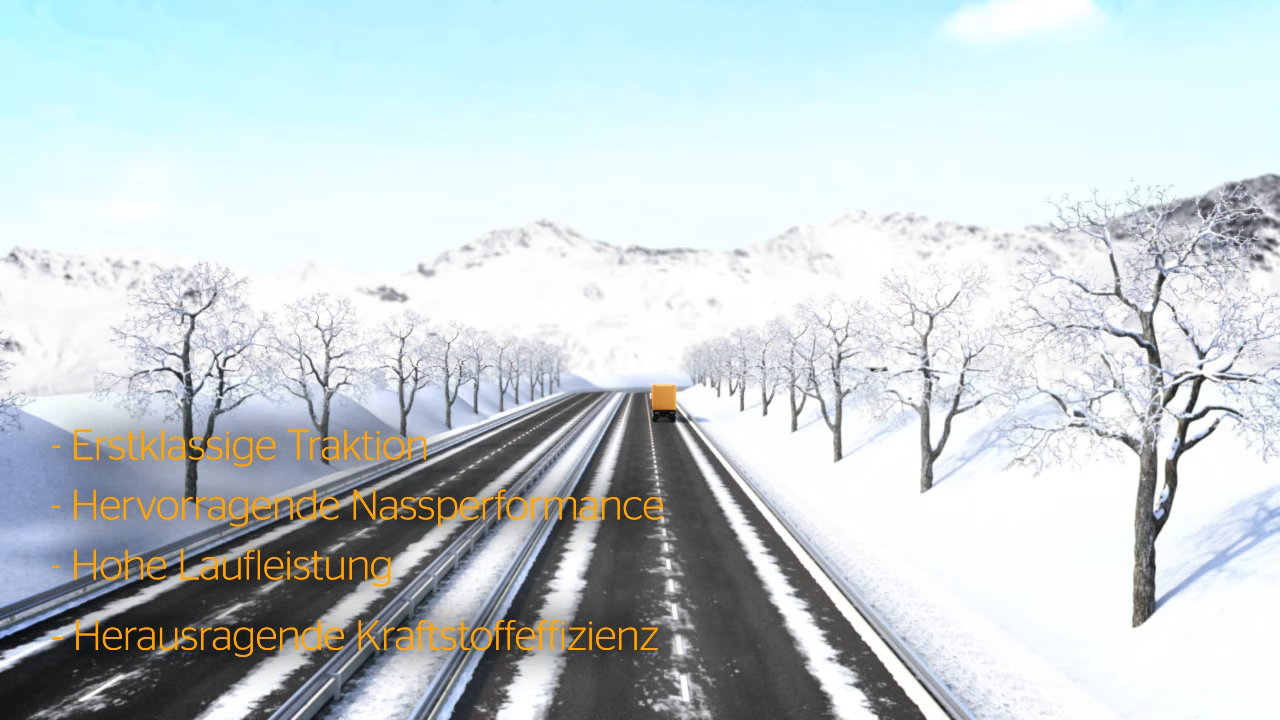 - Erstklassige Traktion
- Hervorragende Nassperformance
- Hohe Laufleistung
- Herausragende Kraftstoffeffizienz